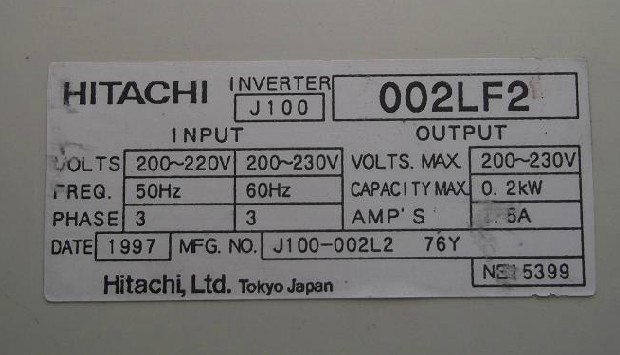 HITACHI INVERTER J100 002LF2
INPUT OUTPUT
VOLTS 200~220V 200~230V VOLTS. MAX. 200~230V
FREQ. 50Hz 60Hz CAPACITY MAX. 0.2kW
PHASE 3 3 AMP'S
DATE 1997 MFG. NO. J100-002L2 76Y
5399
Hitachi, Ltd. Tokyo Japan